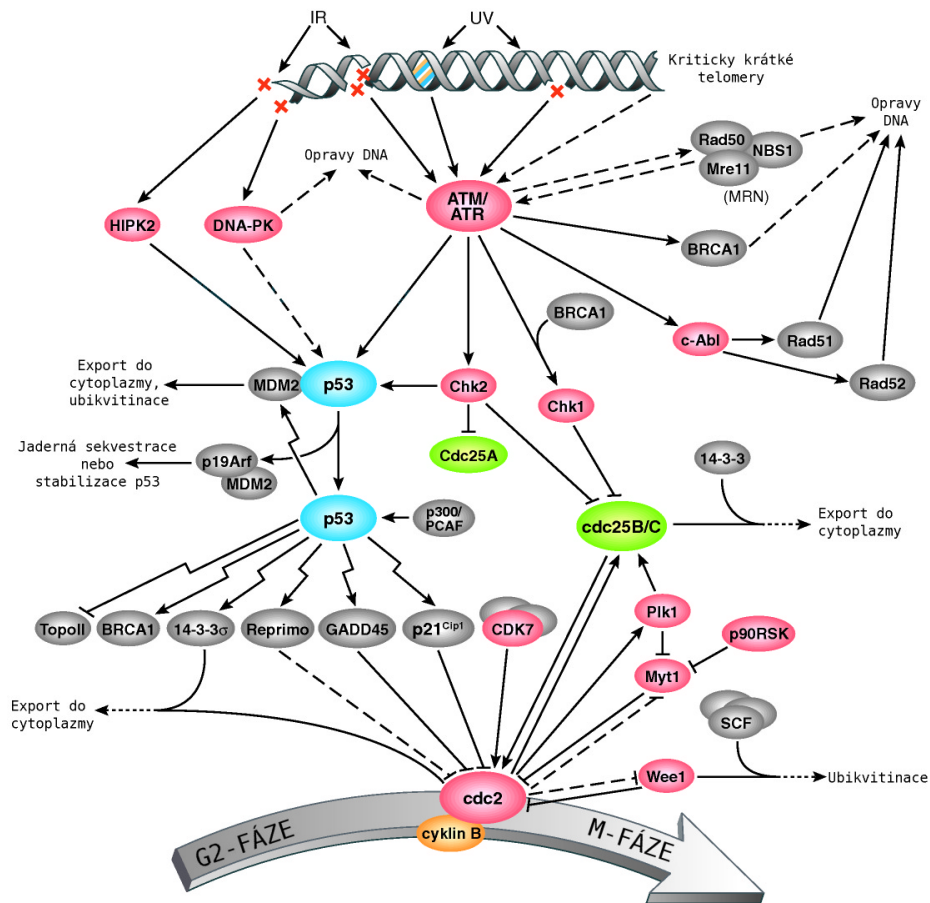 IR
UV
Kriticky krátké
telomery
Opravy
DNA
Rad50
NBS1
Mre11
(MRN)
Opravy DNA
ATM/
ATR
HIPK2
DNA-PK
BRCA1
BRCA1
c-Abl
Rad51
Rad52
Export do
cytoplazmy,
ubikvitinace
MDM2
p53
Chk2
Chk1
Cdc25A
Jaderná sekvestrace
nebo
stabilizace p53
p19Arf
MDM2
14-3-3
p53
p300/
PCAF
cdc25B/C
Export do
cytoplazmy
TopoII
BRCA1
14-3-3σ
Reprimo
GADD45
p21Cip1
CDK7
Plk1
p90RSK
Myt1
Export do
cytoplazmy
SCF
Wee1
Ubikvitinace
cdc2
cyklin B
G2-FÁZE
M-FÁZE